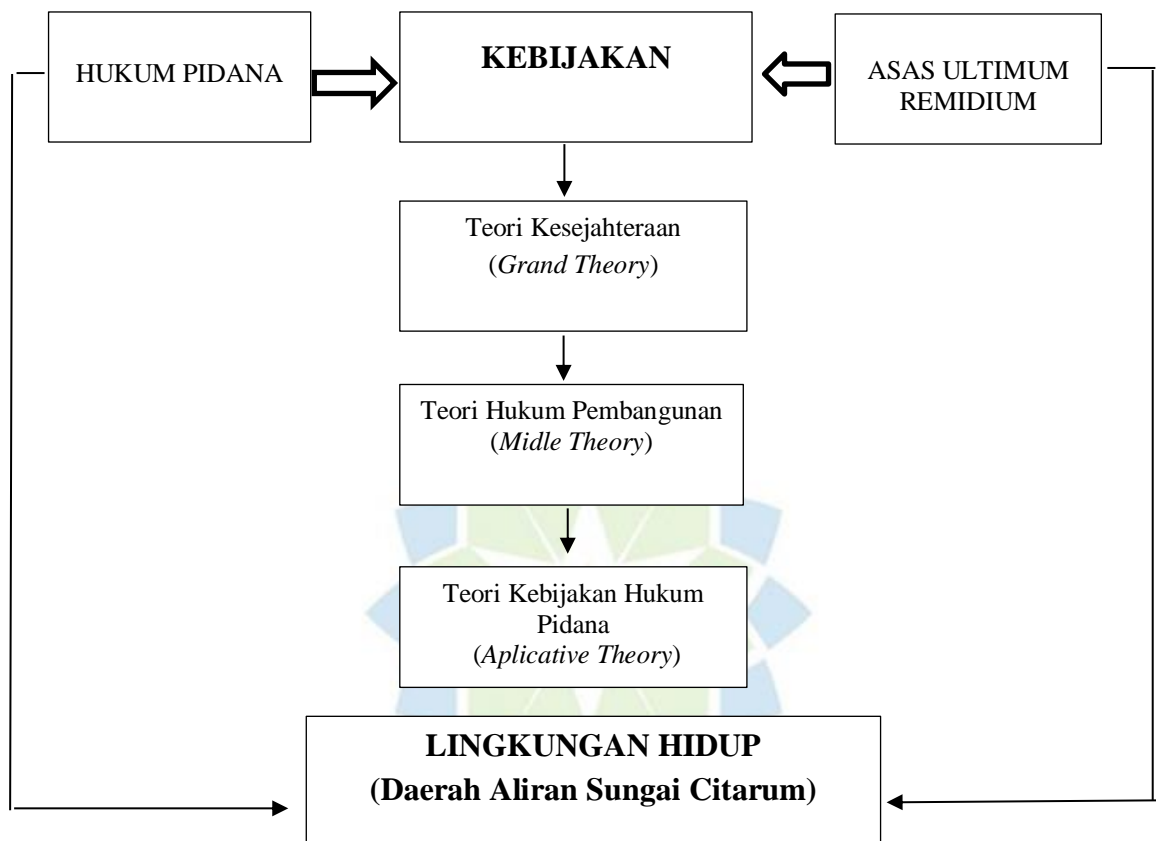 HUKUM PIDANA
KEBIJAKAN
ASAS ULTIMUM
REMIDIUM
Teori Kesejahteraan
(Grand Theory)
Teori Hukum Pembangunan
(Midle Theory)
Teori Kebijakan Hukum
Pidana
(Aplicative Theory)
LINGKUNGAN HIDUP
(Daerah Aliran Sungai Citarum)